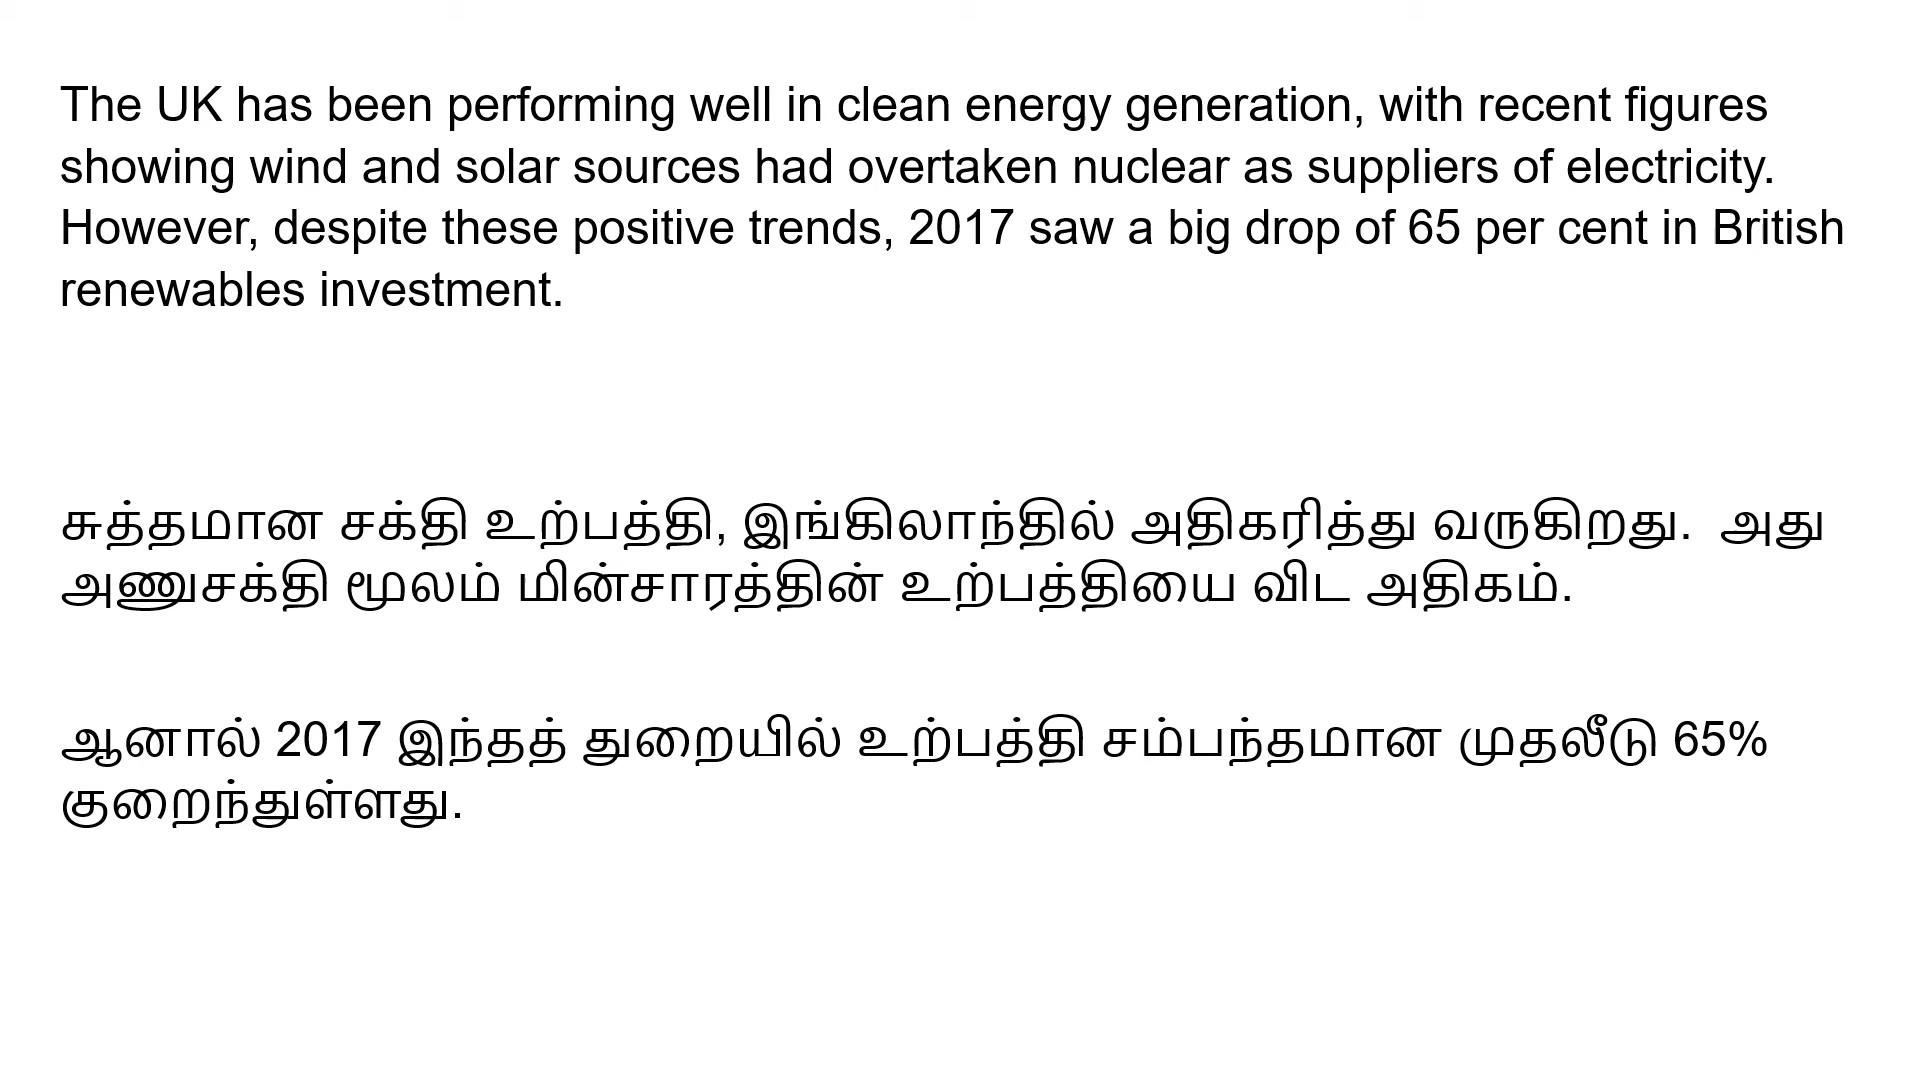 The UK has been performing well in clean energy generation, with recent figures
showing wind and solar sources had overtaken nuclear as suppliers of electricity.
However, despite these positive trends, 2017 saw a big drop of 65 per cent in British
renewables investment.
சுத்தமான சக்தி உற்பத்தி, இங்கிலாந்தில் அதிகரித்து வருகிறது. அது
அணுசக்தி மூலம் மின்சாரத்தின் உற்பத்தியை விட அதிகம்.
ஆனால் 2017 இந்தத் துறையில் உற்பத்தி சம்பந்தமான முதலீடு 65%
குறைந்துள்ளது.